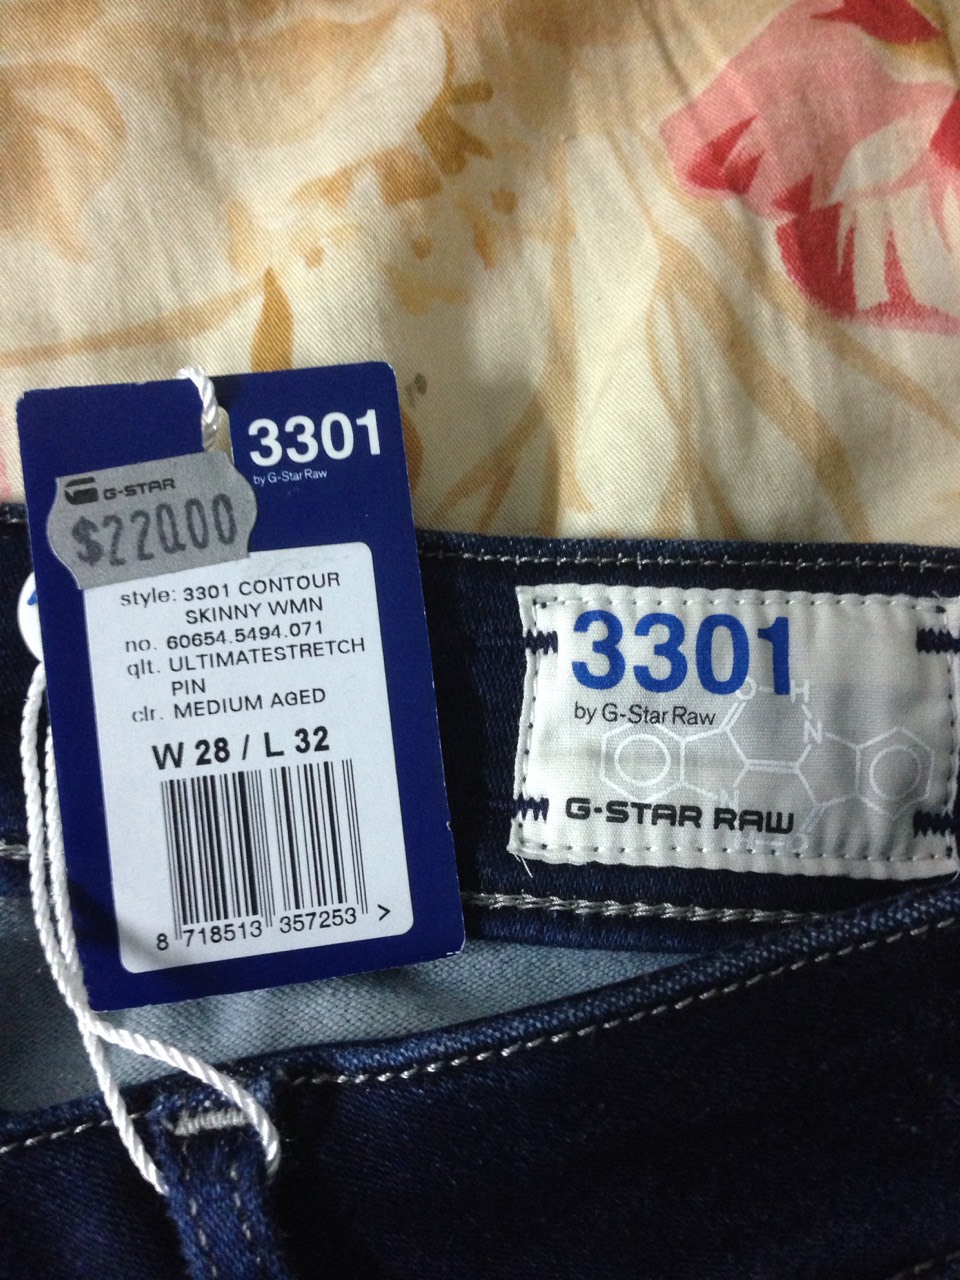 3301
by G-Star Raw
G-STAR
$220.00
style: 3301 CONTOUR
SKINNY WMN
no. 60654.5494.071
qlt. ULTIMATESTRETCH
PIN
clr. MEDIUM AGED
W 28 / L 32
8 718513 357253 >
3301
by G-Star Raw
O H
N
G-STAR RAW